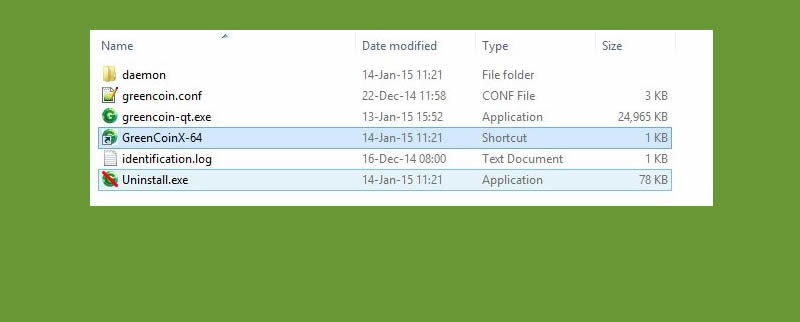 Name Date modified Type Size
daemon 14-Jan-15 11:21 File folder
greencoin.conf 22-Dec-14 11:58 CONF File 3 KB
greencoin-qt.exe 13-Jan-15 15:52 Application 24,965 KB
GreenCoinX-64 14-Jan-15 11:21 Shortcut 1 KB
identification.log 16-Dec-14 08:00 Text Document 1 KB
Uninstall.exe 14-Jan-15 11:21 Application 78 KB